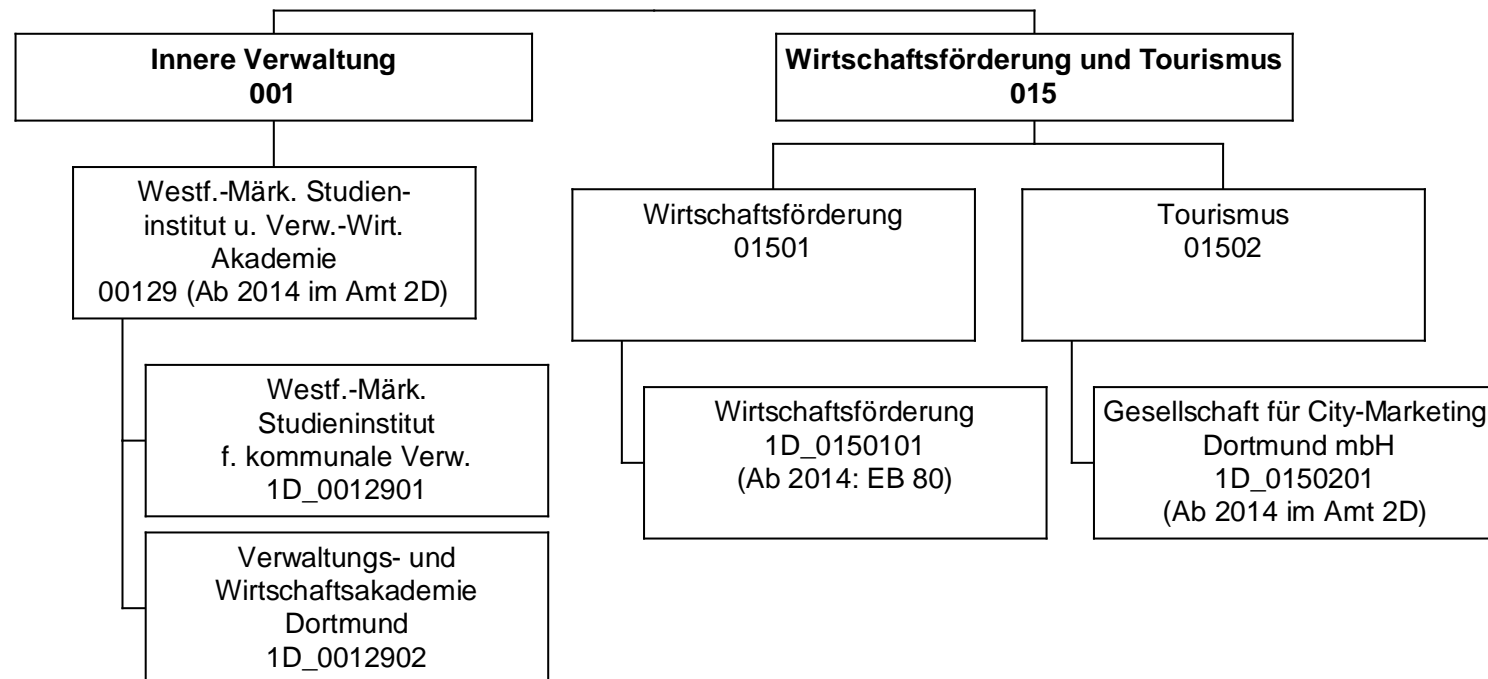 Innere Verwaltung
001
Westf.-Märk. Studien-
institut u. Verw.-Wirt.
Akademie
00129 (Ab 2014 im Amt 2D)
Westf.-Märk.
Studieninstitut
f. kommunale Verw.
1D_0012901
Verwaltungs- und
Wirtschaftsakademie
Dortmund
1D_0012902
Wirtschaftsförderung und Tourismus
015
Wirtschaftsförderung
01501
Wirtschaftsförderung
1D_0150101
(Ab 2014: EB 80)
Tourismus
01502
Gesellschaft für City-Marketing
Dortmund mbH
1D_0150201
(Ab 2014 im Amt 2D)